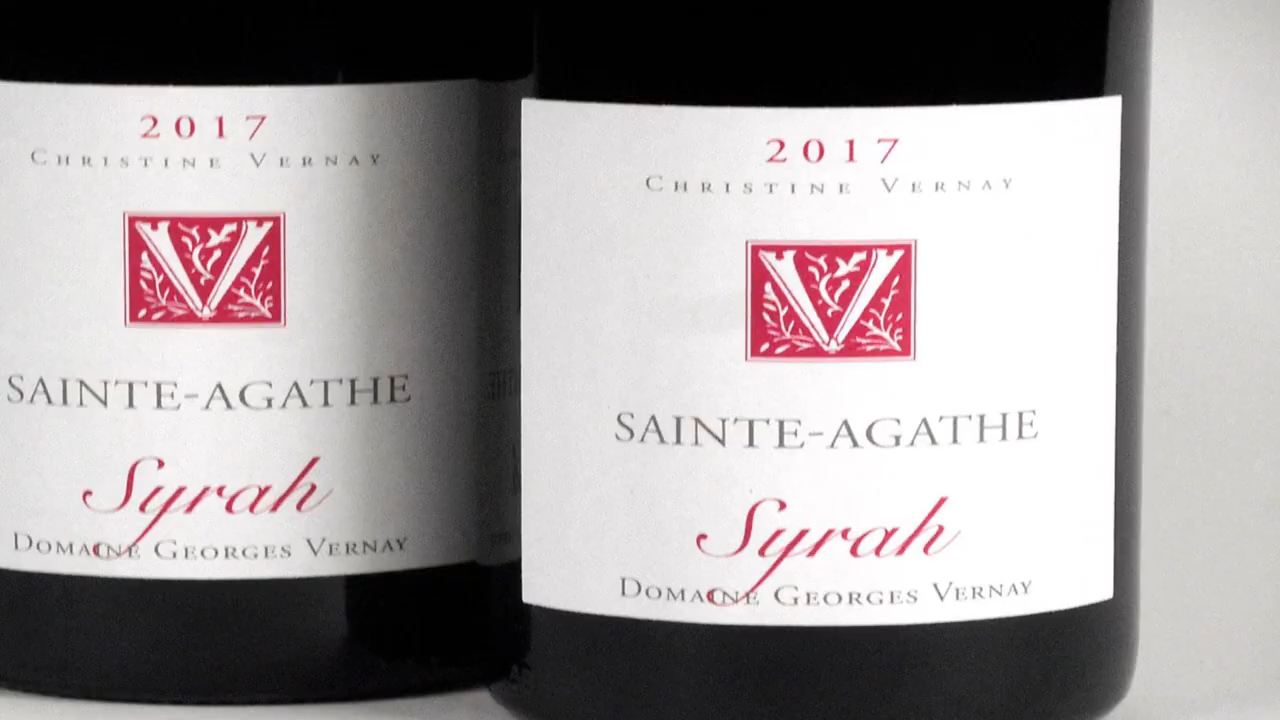 2017
CHRISTINE VERNAY
V
SAINTE-AGATHE
Syrah
DOMAINE GEORGES VERNAY
2017
CHRISTINE VERNAY
V
SAINTE-AGATHE
Syrah
DOMAINE GEORGES VERNAY